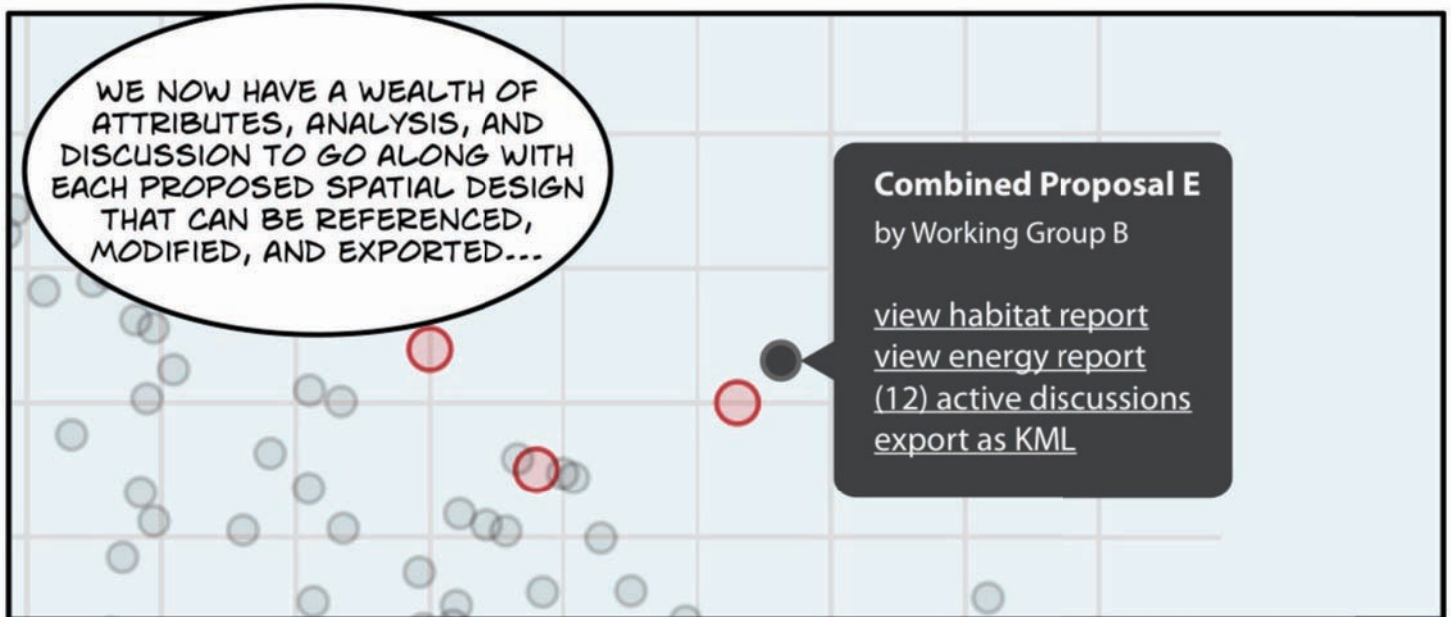 WE NOW HAVE A WEALTH OF
ATTRIBUTES, ANALYSIS, AND
DISCUSSION TO GO ALONG WITH
EACH PROPOSED SPATIAL DESIGN
THAT CAN BE REFERENCED,
MODIFIED, AND EXPORTED...
Combined Proposal E
by Working Group B
view habitat report
view energy report
(12) active discussions
export as KML